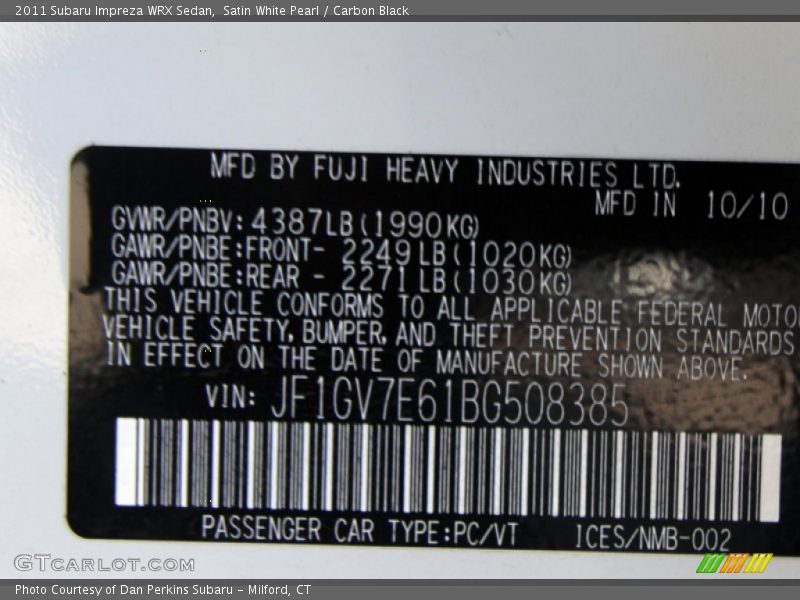 2011 Subaru Impreza WRX Sedan,  Satin White Pearl / Carbon Black
MFD BY FUJI HEAVY INDUSTRIES LTD.
MFD IN 10/10
GVWR/PNBV: 4387LB(1990KG)
GAWR/PNBE:FRONT- 2249LB(1020KG)
GAWR/PNBE:REAR - 2271LB(1030KG)
THIS VEHICLE CONFORMS TO ALL APPLICABLE FEDERAL MOTO
VEHICLE SAFETY, BUMPER, AND THEFT PREVENTION STANDARDS
IN EFFECT ON THE DATE OF MANUFACTURE SHOWN ABOVE.
VIN: JF1GV7E61BG508385
PASSENGER CAR TYPE:PC/VT ICES/NMB-002
GTCARLOT.COM
Photo Courtesy of Dan Perkins Subaru - Milford, CT